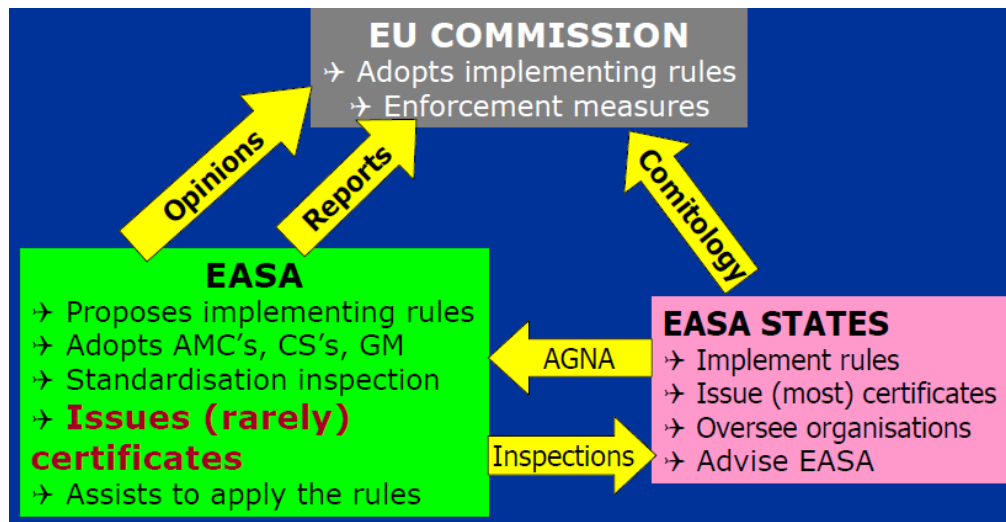 EU COMMISSION
✈ Adopts implementing rules
✈ Enforcement measures
Opinions
Reports
Comitology
EASA
✈ Proposes implementing rules
✈ Adopts AMC's, CS's, GM
✈ Standardisation inspection
✈ Issues (rarely)
certificates
✈ Assists to apply the rules
AGNA
Inspections
EASA STATES
✈ Implement rules
✈ Issue (most) certificates
✈ Oversee organisations
✈ Advise EASA